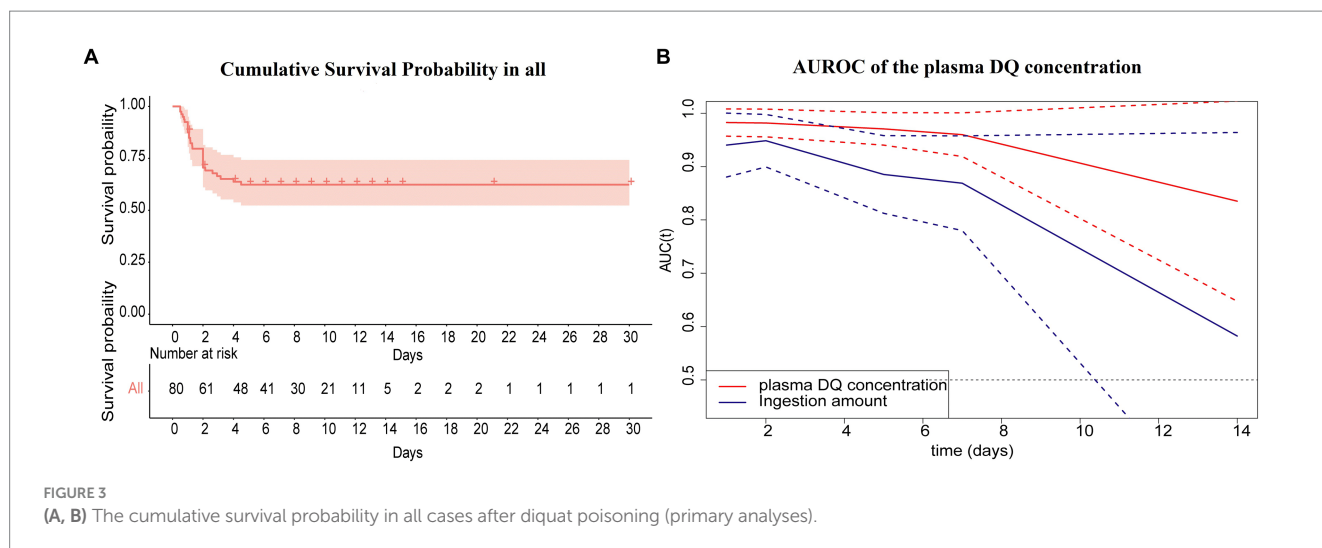 A
Cumulative Survival Probability in all
Survival probaility
1.00
0.75
0.50
0.25
0.00
0 2 4 6 8 10 12 14 16 18 20 22 24 26 28 30
Days
Number at risk
Survival probaility
All 80 61 48 41 30 21 11 5 2 2 2 1 1 1 1 1
0 2 4 6 8 10 12 14 16 18 20 22 24 26 28 30
Days
B
AUROC of the plasma DQ concentration
AUC(t)
1.0
0.9
0.8
0.7
0.6
0.5
plasma DQ concentration
Ingestion amount
2 4 6 8 10 12 14
time (days)
FIGURE 3
(A, B) The cumulative survival probability in all cases after diquat poisoning (primary analyses).